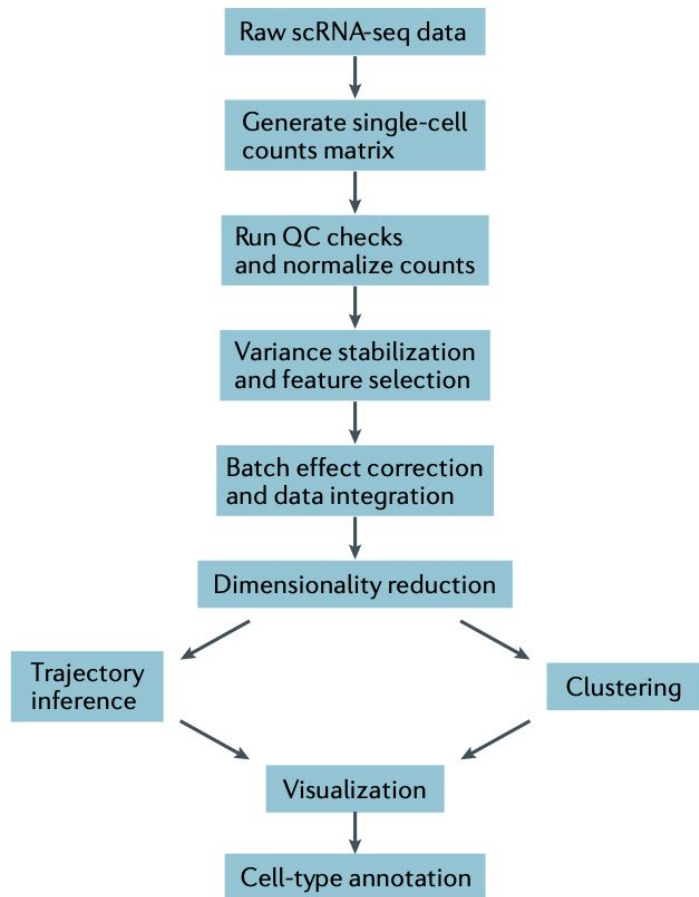 Raw scRNA-seq data
Generate single-cell
counts matrix
Run QC checks
and normalize counts
Variance stabilization
and feature selection
Batch effect correction
and data integration
Dimensionality reduction
Trajectory
inference
Clustering
Visualization
Cell-type annotation